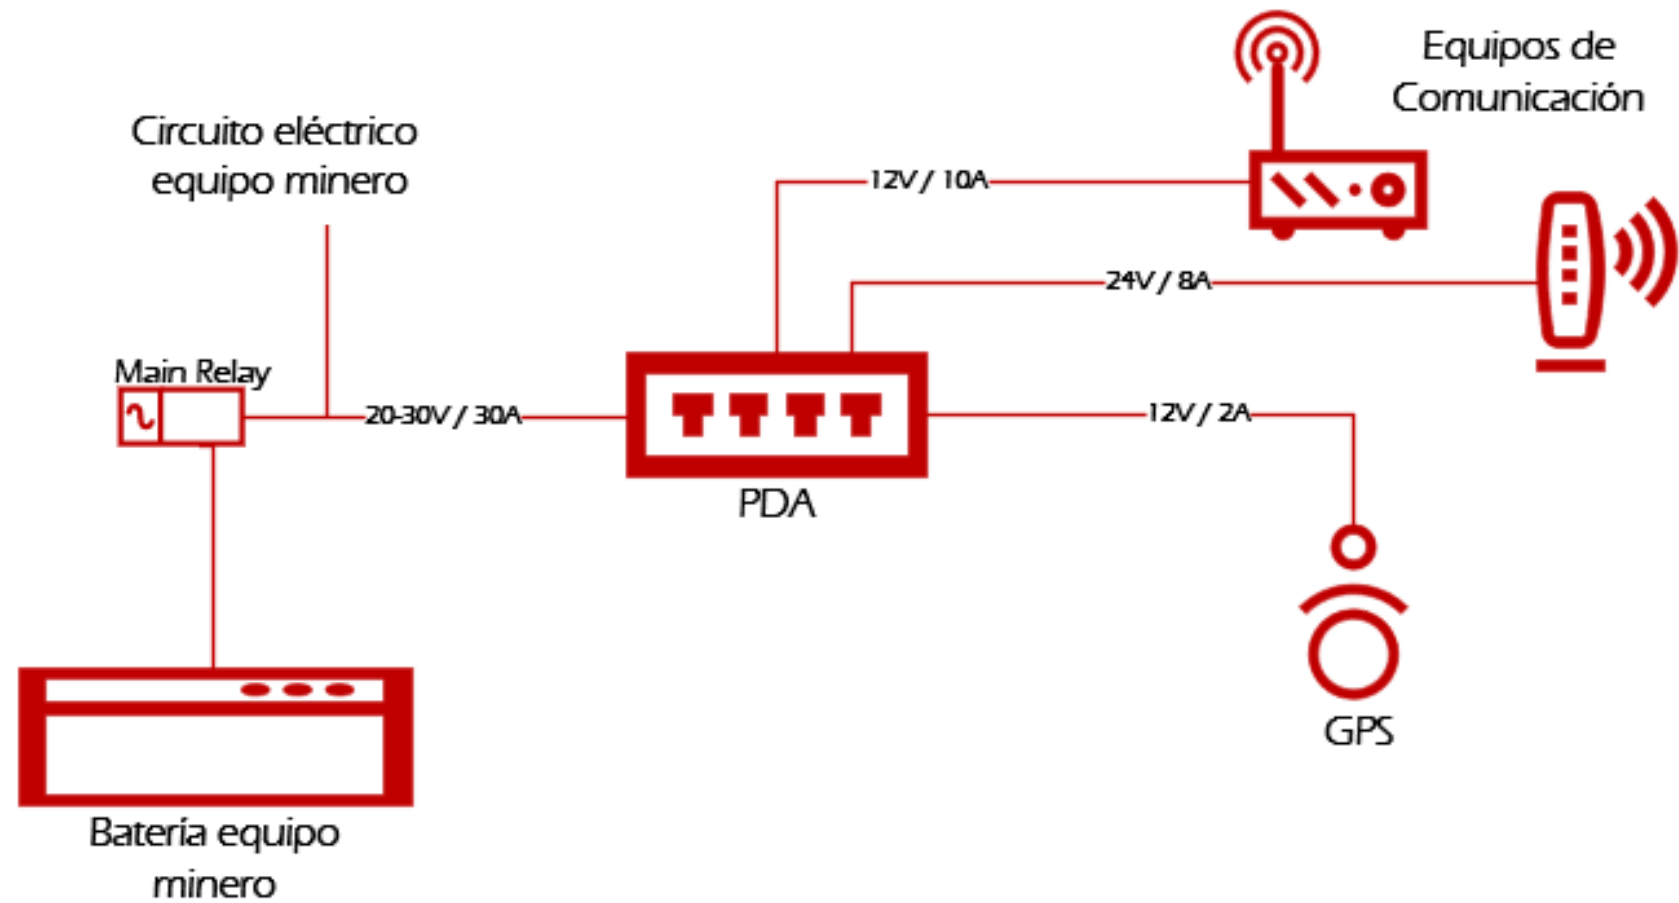 Equipos de
Comunicación
Circuito eléctrico
equipo minero
12V / 10A
24V / 8A
Main Relay
20-30V / 30A
12V / 2A
PDA
GPS
Batería equipo
minero